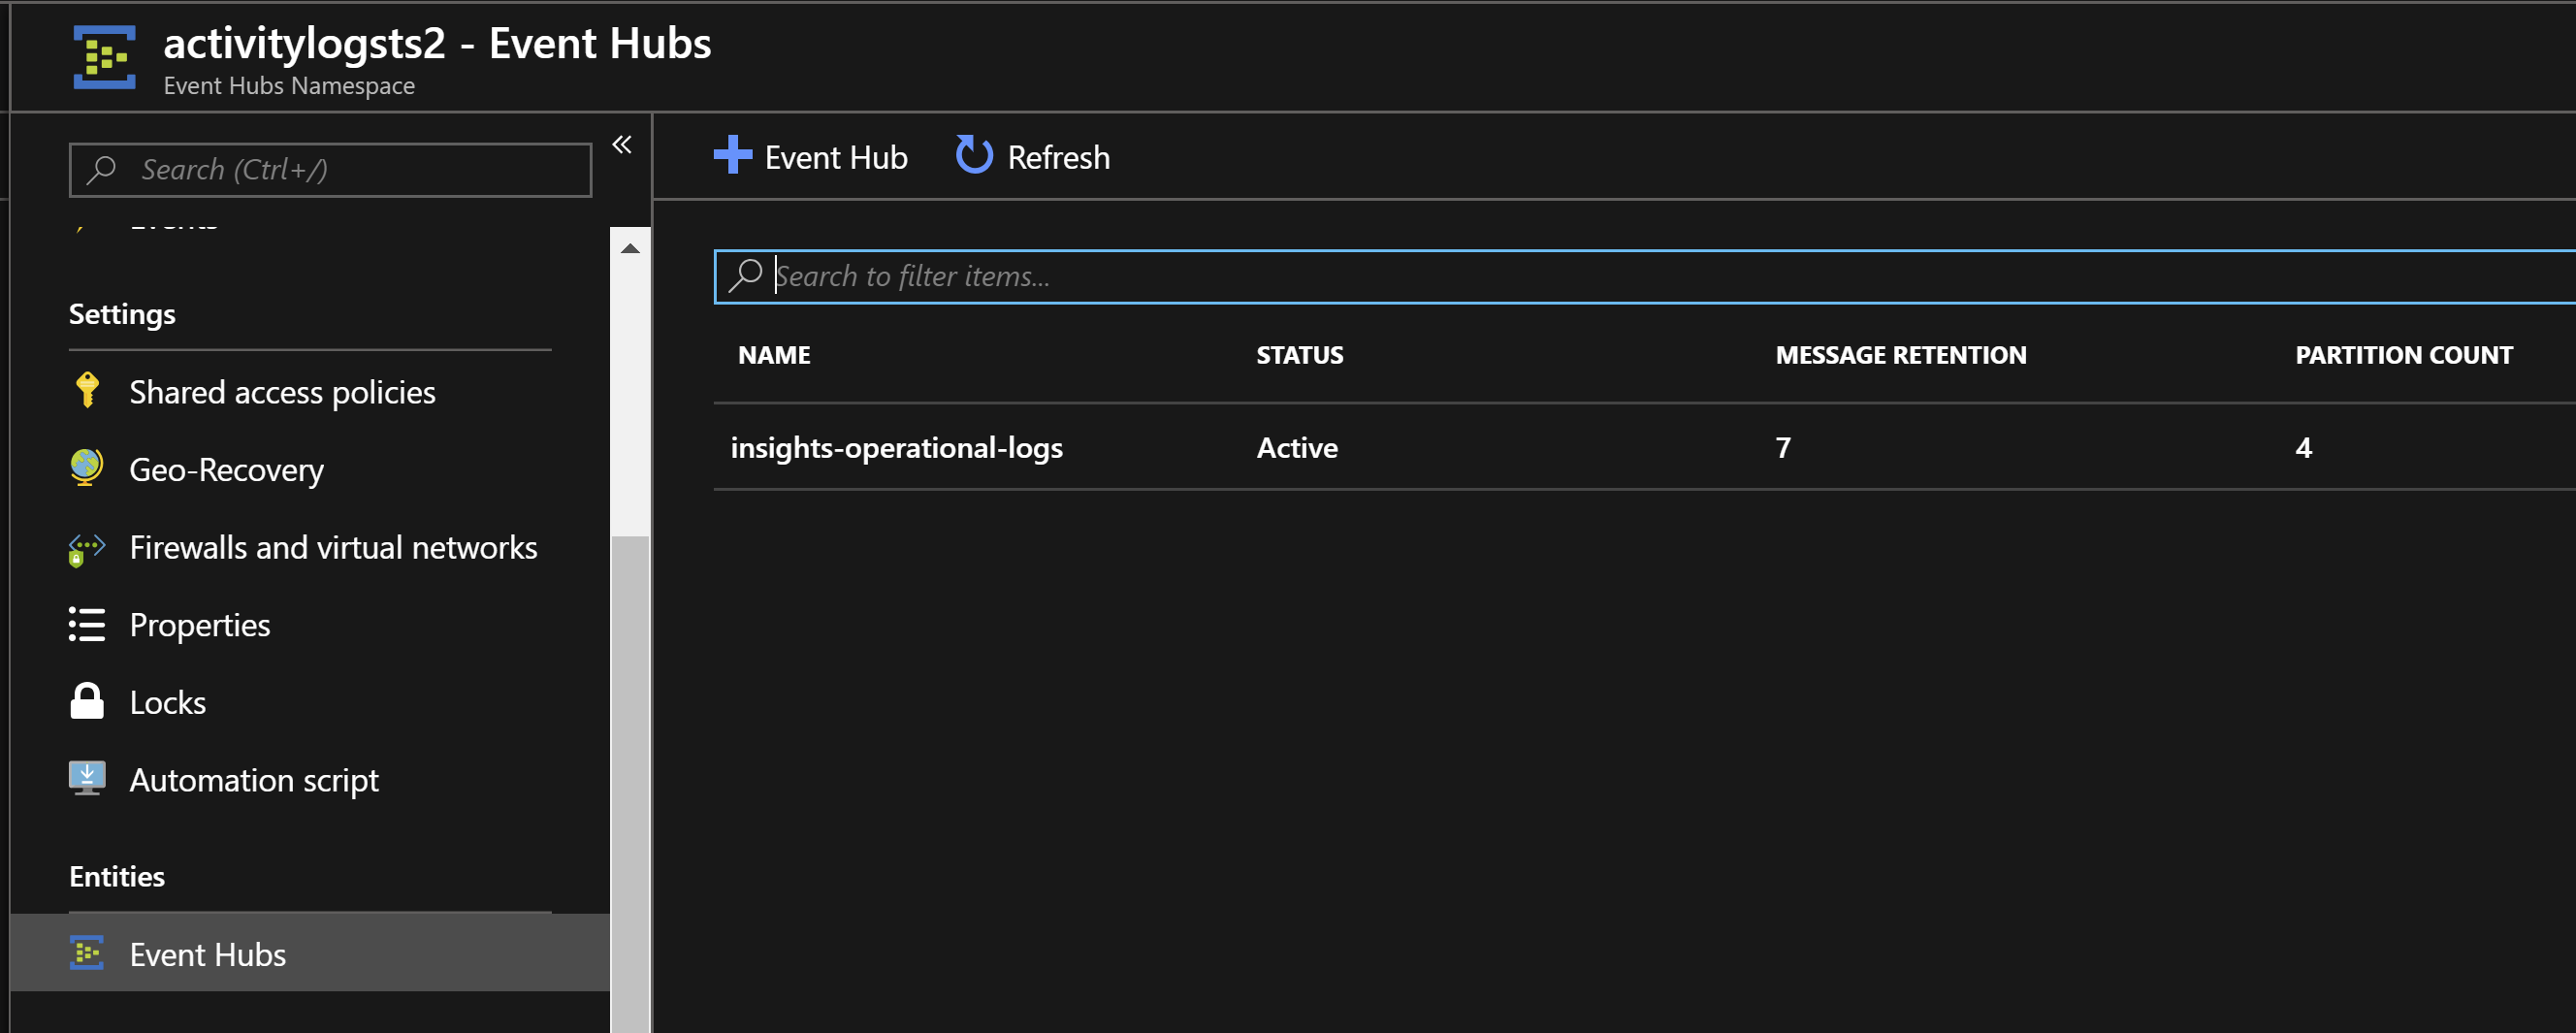 activitylogsts2 - Event Hubs
Event Hubs Namespace
Search (Ctrl+/)
Events
Settings
Shared access policies
Geo-Recovery
Firewalls and virtual networks
Properties
Locks
Automation script
Entities
Event Hubs
Event Hub Refresh
Search to filter items...
NAME STATUS MESSAGE RETENTION PARTITION COUNT
insights-operational-logs Active 7 4